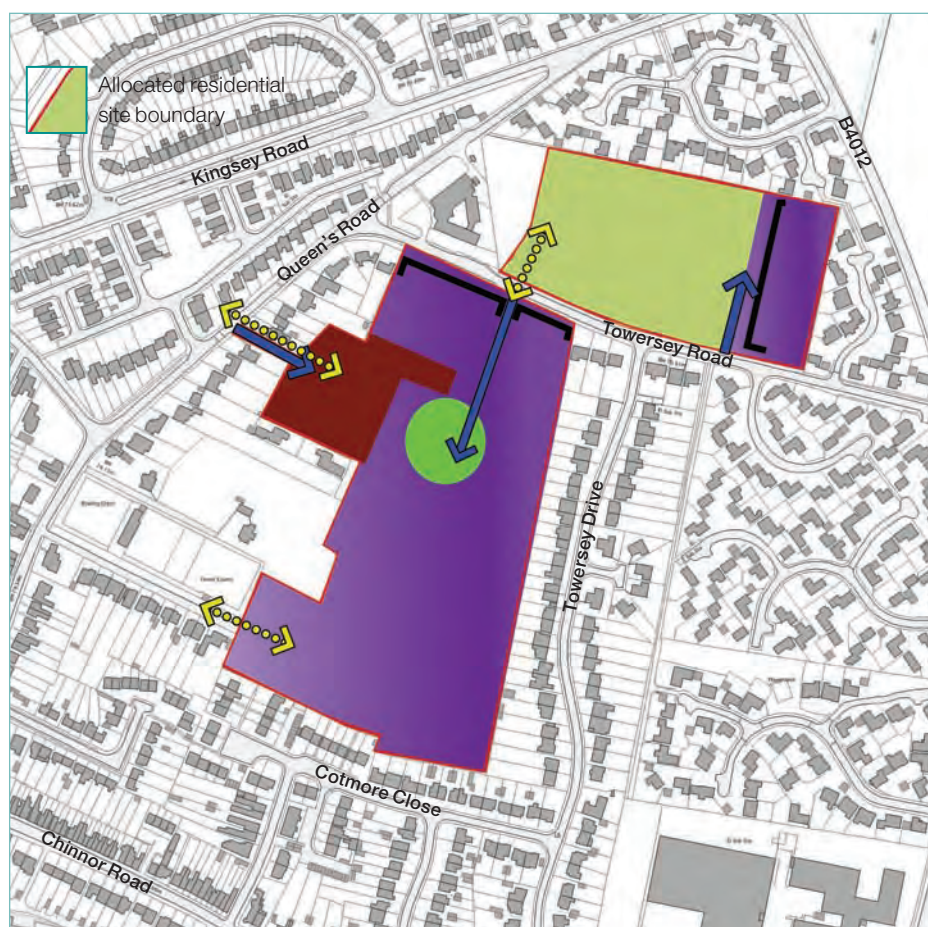 Allocated residential
site boundary
Kingsey Road
B4012
Queen's Road
Towersey Road
Towersey Drive
Cotmore Close
Chinnor Road